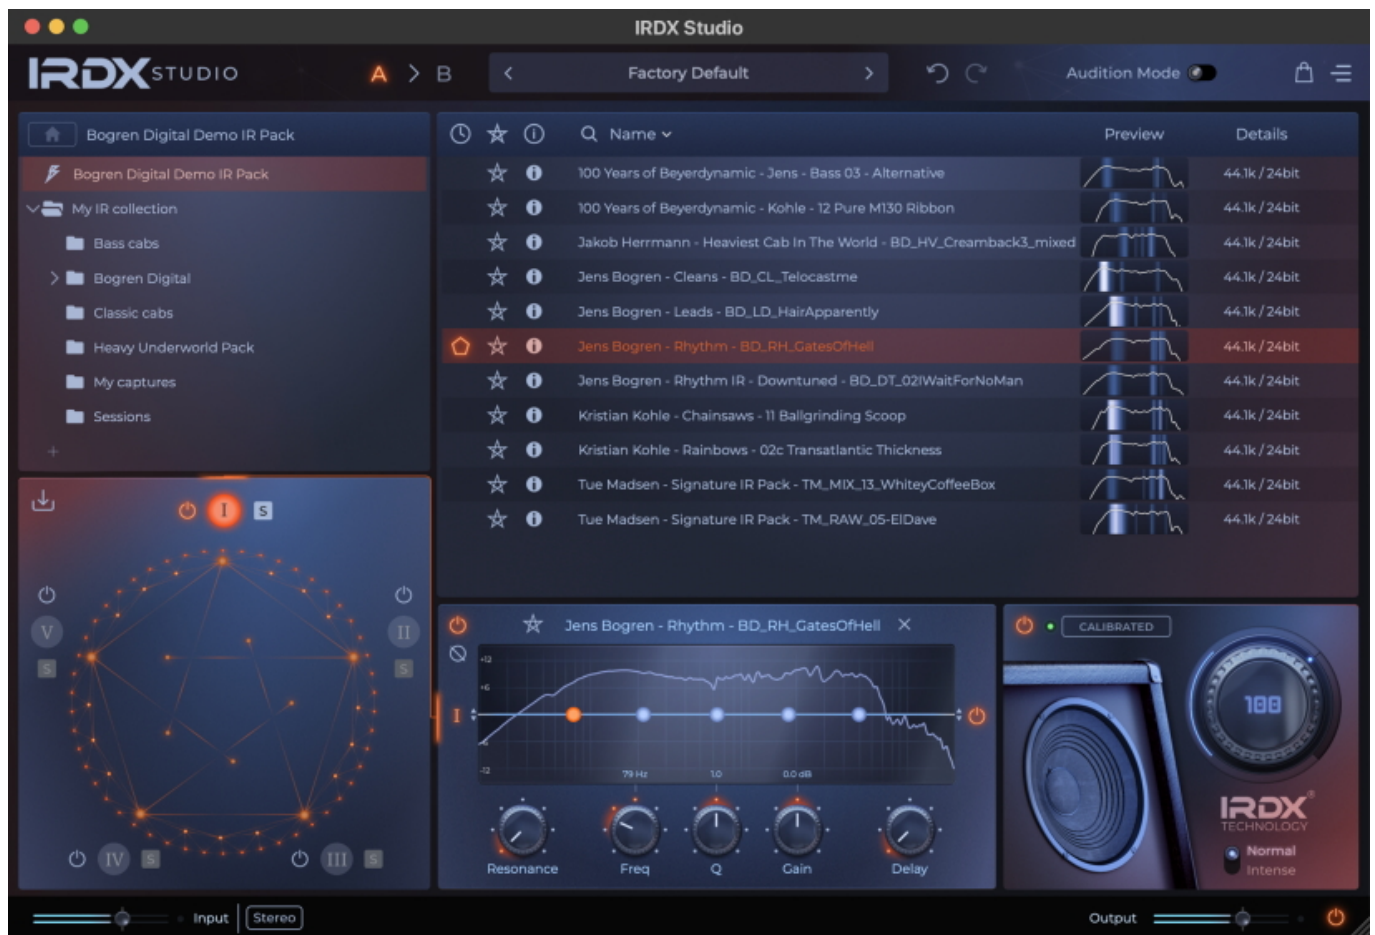 IRDX Studio
IRDX STUDIO
A > B
Factory Default
Audition Mode
Bogren Digital Demo IR Pack
Bogren Digital Demo IR Pack
My IR collection
Bass cabs
Bogren Digital
Classic cabs
Heavy Underworld Pack
My captures
Sessions
+
Name Preview Details
100 Years of Beyerdynamic - Jens - Bass 03 - Alternative 44.1k / 24bit
100 Years of Beyerdynamic - Kohle - 12 Pure M130 Ribbon 44.1k / 24bit
Jakob Herrmann - Heaviest Cab In The World - BD_HV_Creamback3_mixed 44.1k / 24bit
Jens Bogren - Cleans - BD_CL_Telocastme 44.1k / 24bit
Jens Bogren - Leads - BD_LD_HairApparently 44.1k / 24bit
Jens Bogren - Rhythm - BD_RH_GatesOfHell 44.1k / 24bit
Jens Bogren - Rhythm IR - Downtuned - BD_DT_02IWaitForNoMan 44.1k / 24bit
Kristian Kohle - Chainsaws - 11 Ballgrinding Scoop 44.1k / 24bit
Kristian Kohle - Rainbows - 02c Transatlantic Thickness 44.1k / 24bit
Tue Madsen - Signature IR Pack - TM_MIX_13_WhiteyCoffeeBox 44.1k / 24bit
Tue Madsen - Signature IR Pack - TM_RAW_05-ElDave 44.1k / 24bit
I S
V S
II S
IV S
III S
Jens Bogren - Rhythm - BD_RH_GatesOfHell
+12
+6
I
-6
-12
79 Hz 1.0 0.0 dB
Resonance Freq Q Gain Delay
CALIBRATED
100
IRDX®
TECHNOLOGY
Normal
Intense
Input Stereo
Output